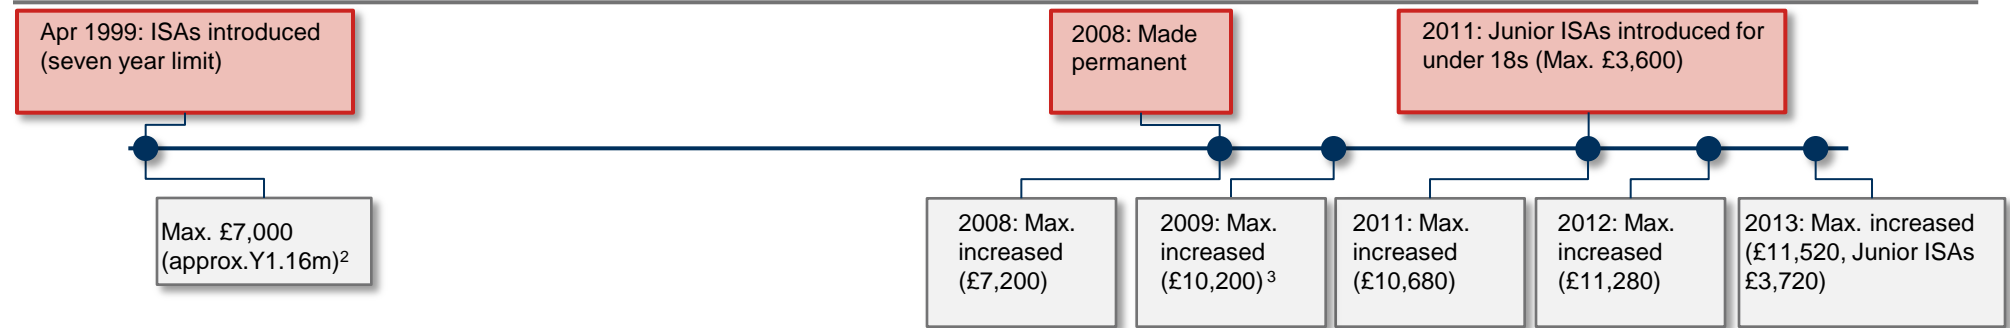 Apr 1999: ISAs introduced
(seven year limit)
2008: Made
permanent
2011: Junior ISAs introduced for
under 18s (Max. £3,600)
Max. £7,000
(approx.Y1.16m)2
2008: Max.
increased
(£7,200)
2009: Max.
increased
(£10,200) 3
2011: Max.
increased
(£10,680)
2012: Max.
increased
(£11,280)
2013: Max. increased
(£11,520, Junior ISAs
£3,720)